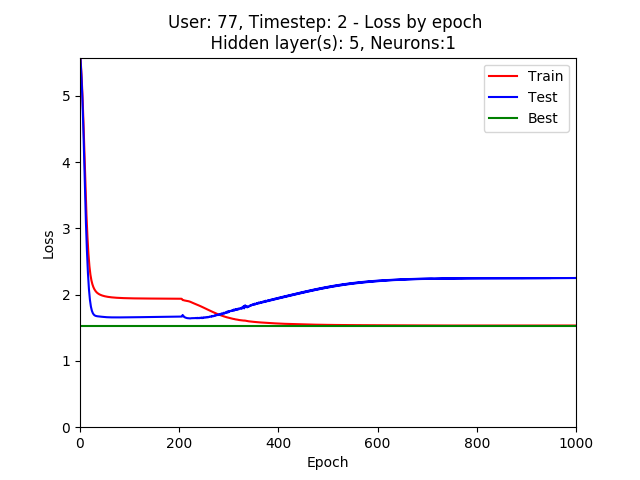 User: 77, Timestep: 2 - Loss by epoch
Hidden layer(s): 5, Neurons:1
Train
Test
Best
Loss
5
4
3
2
1
0
0 200 400 600 800 1000
Epoch